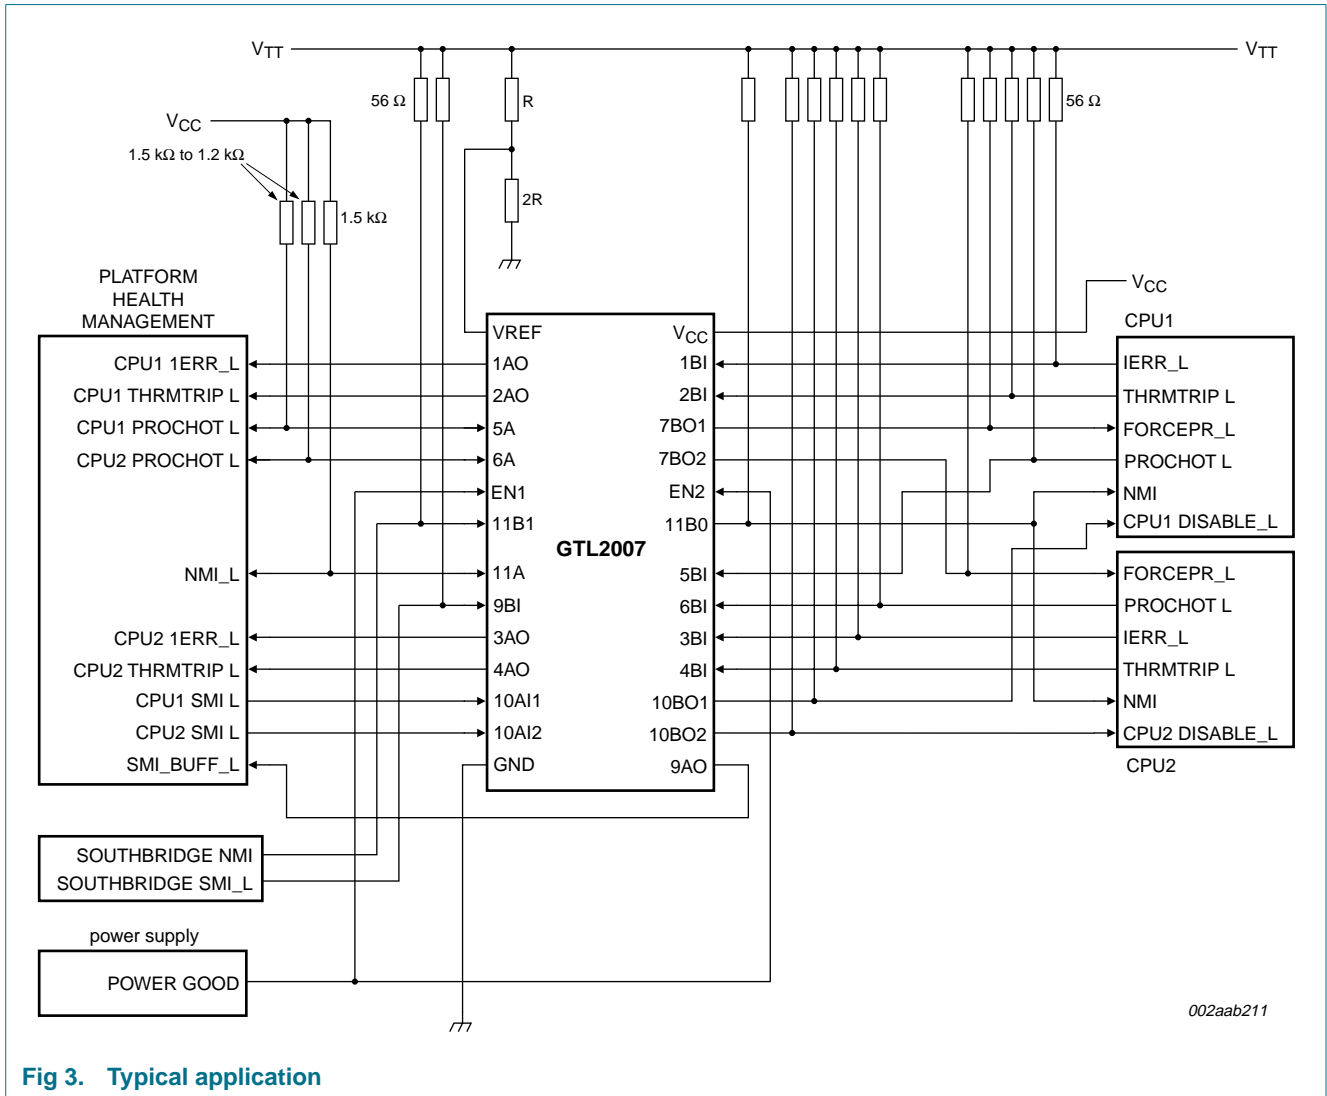 VTT
VTT
56 Ω
R
56 Ω
VCC
1.5 kΩ to 1.2 kΩ
2R
1.5 kΩ
PLATFORM
HEALTH
MANAGEMENT
VCC
CPU1
VREF
VCC
CPU1 1ERR_L
1AO
1BI
IERR_L
CPU1 THRMTRIP L
2AO
2BI
THRMTRIP L
CPU1 PROCHOT L
5A
7BO1
FORCEPR_L
CPU2 PROCHOT L
6A
7BO2
PROCHOT L
EN1
EN2
NMI
11B1
11B0
CPU1 DISABLE_L
GTL2007
NMI_L
11A
5BI
FORCEPR_L
9BI
6BI
PROCHOT L
CPU2 1ERR_L
3AO
3BI
IERR_L
CPU2 THRMTRIP L
4AO
4BI
THRMTRIP L
CPU1 SMI L
10AI1
10BO1
NMI
CPU2 SMI L
10AI2
10BO2
CPU2 DISABLE_L
SMI_BUFF_L
GND
9AO
CPU2
SOUTHBRIDGE NMI
SOUTHBRIDGE SMI_L
power supply
POWER GOOD
002aab211
Fig 3. Typical application